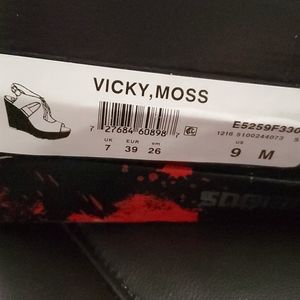 VICKY,MOSS
7 27684 60898 7
E5259F330
1216 5100244073 S
UK EUR cm US
7 39 26 9 M